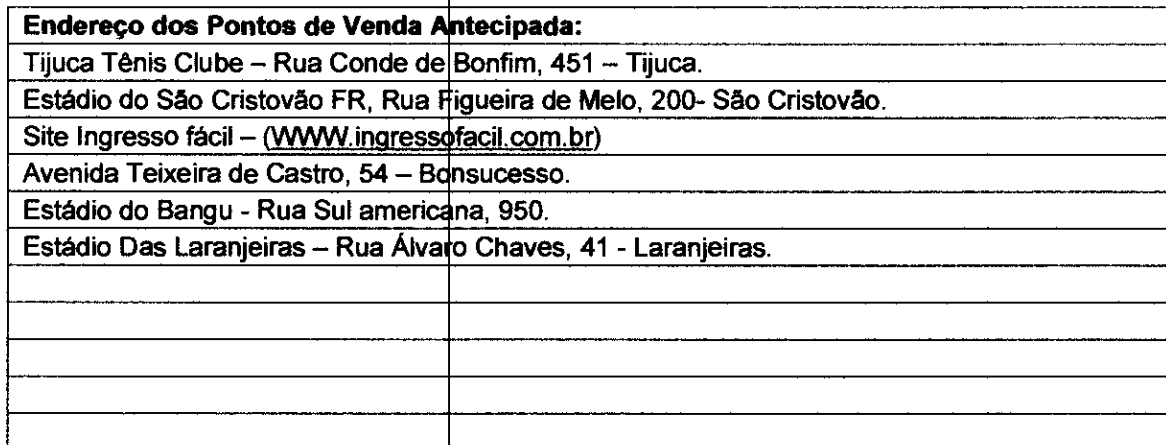 Endereço dos Pontos de Venda Antecipada:
Tijuca Tênis Clube – Rua Conde de Bonfim, 451 – Tijuca.
Estádio do São Cristovão FR, Rua Figueira de Melo, 200- São Cristovão.
Site Ingresso fácil – (WWW.ingressofacil.com.br)
Avenida Teixeira de Castro, 54 – Bonsucesso.
Estádio do Bangu - Rua Sul americana, 950.
Estádio Das Laranjeiras – Rua Álvaro Chaves, 41 - Laranjeiras.